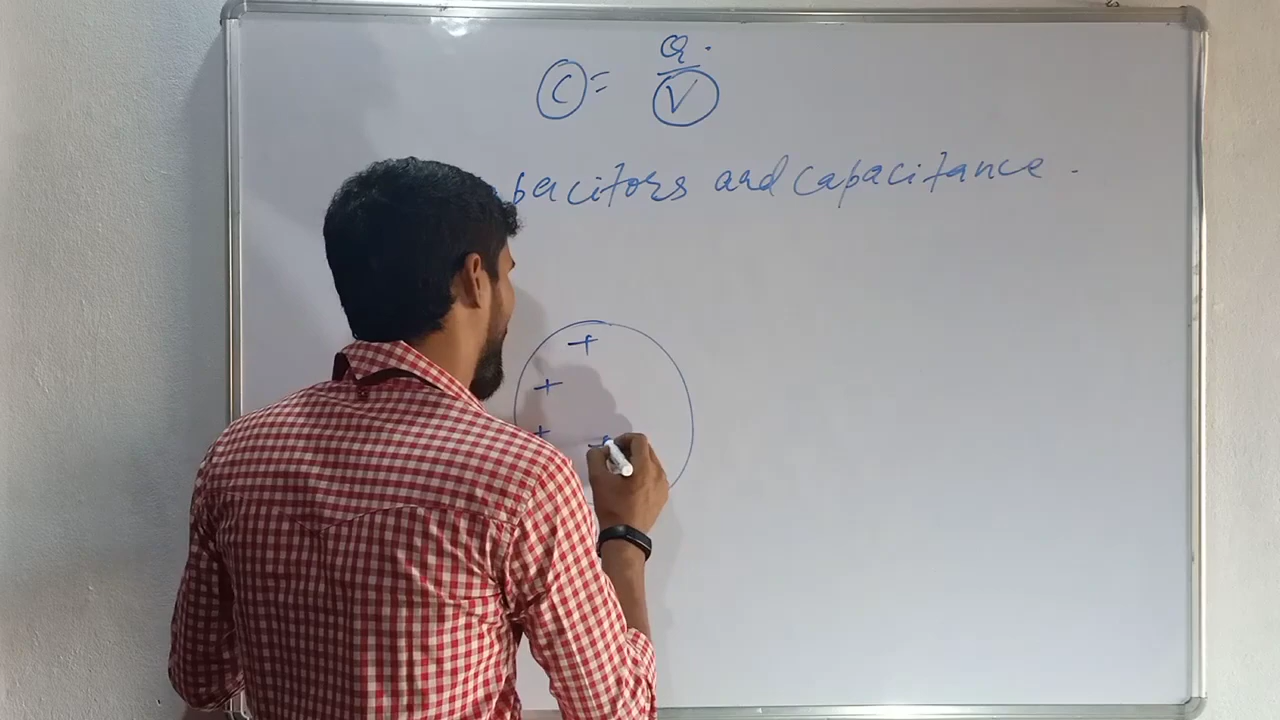 C = Q / V
pacitors and capacitance.
+
+
+ +